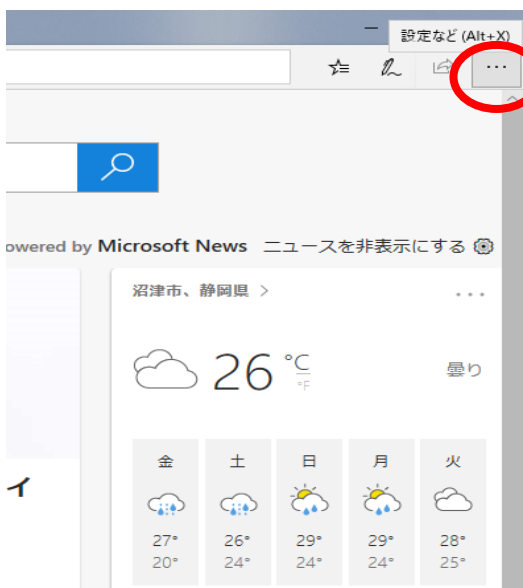 設定など (Alt+X)
owered by Microsoft News ニュースを非表示にする
沼津市、静岡県 >
26 °C
°F
曇り
イ
金 土 日 月 火
27° 26° 29° 29° 28°
20° 24° 24° 24° 25°